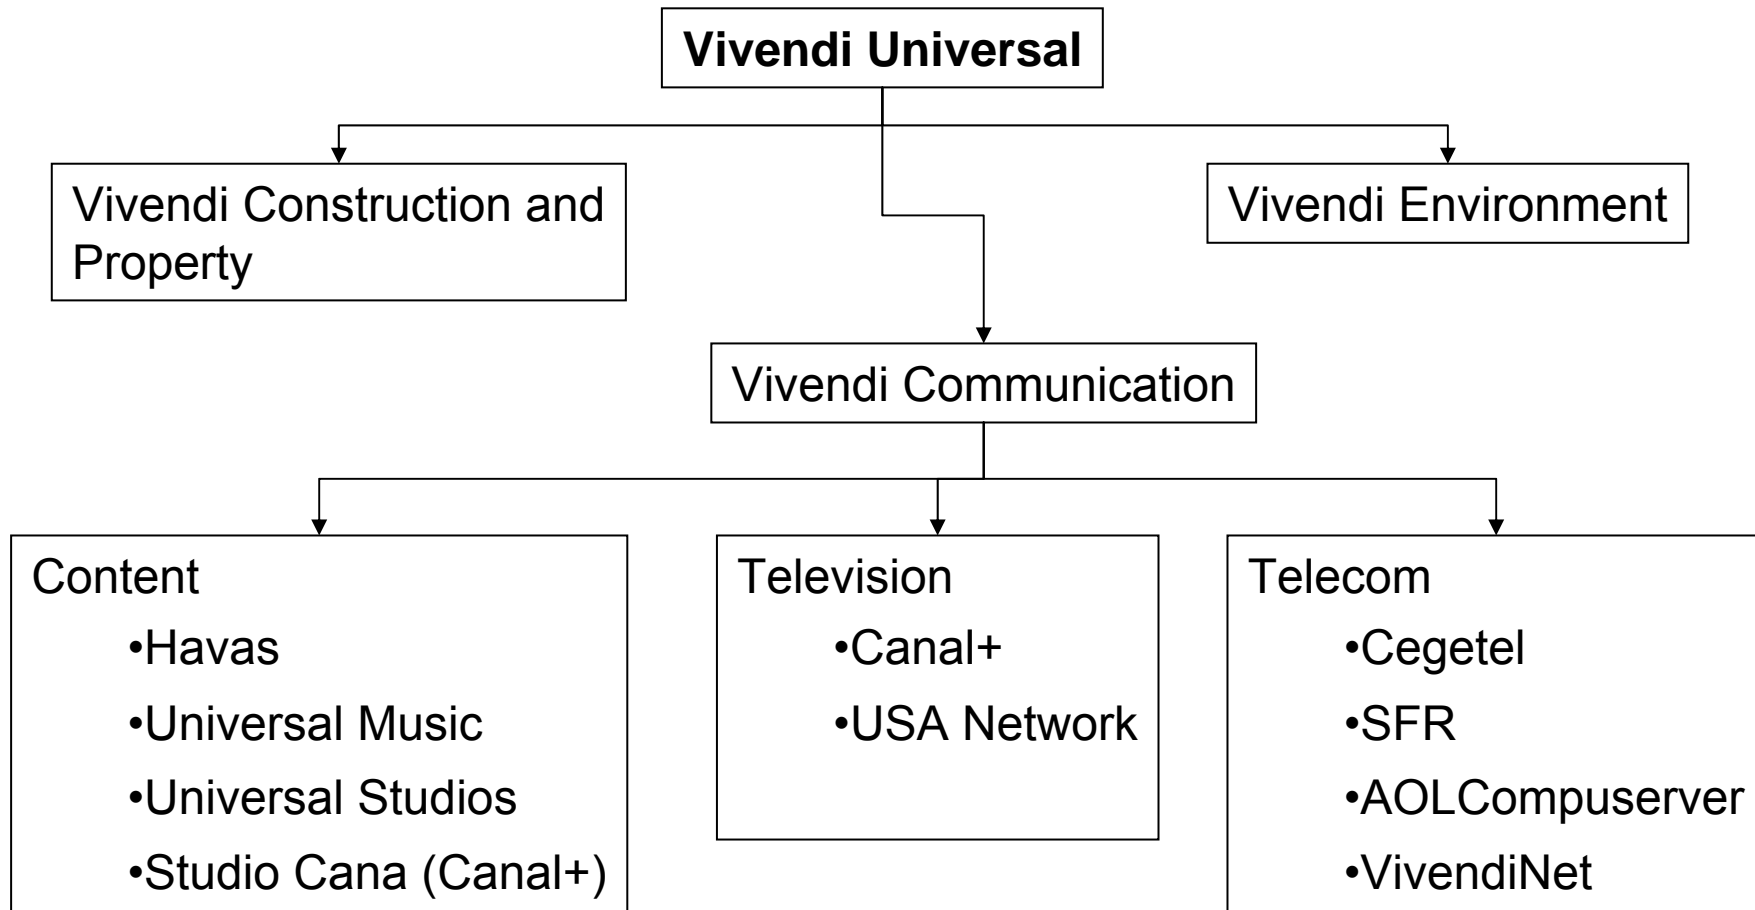 Vivendi Universal
Vivendi Construction and
Property
Vivendi Environment
Vivendi Communication
Content
•Havas
•Universal Music
•Universal Studios
•Studio Cana (Canal+)
Television
•Canal+
•USA Network
Telecom
•Cegetel
•SFR
•AOLCompuserver
•VivendiNet